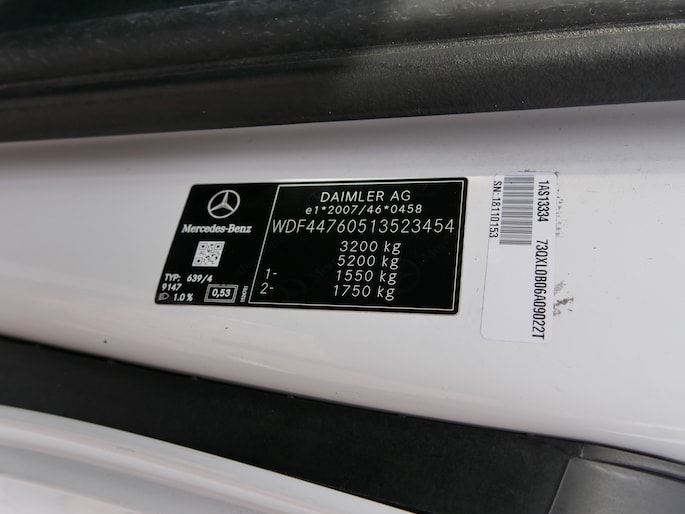 Mercedes-Benz
TYP: 639/4
9147
1.0 %
0,53
DAIMLER AG
e1*2007/46*0458
WDF44760513523454
3200 kg
5200 kg
1- 1550 kg
2- 1750 kg
1AS13334
SN:18110153
730XL0B06A09022T